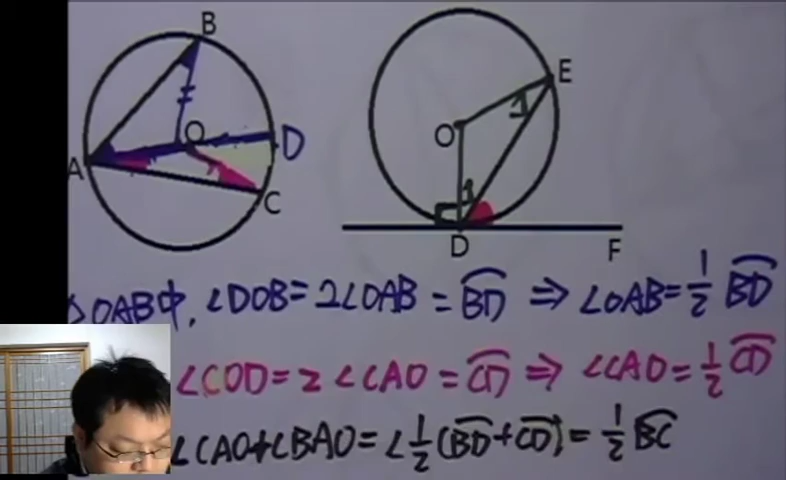 B
A
O
D
C
O
E
1
1
D
F
△OAB中, ∠DOB=2∠OAB=⌒BD ⇒ ∠OAB=½⌒BD
∠COD=2∠CAO=⌒CD ⇒ ∠CAO=½⌒CD
∠CAO+∠BAO=∠½(⌒BD+⌒CD)=½⌒BC